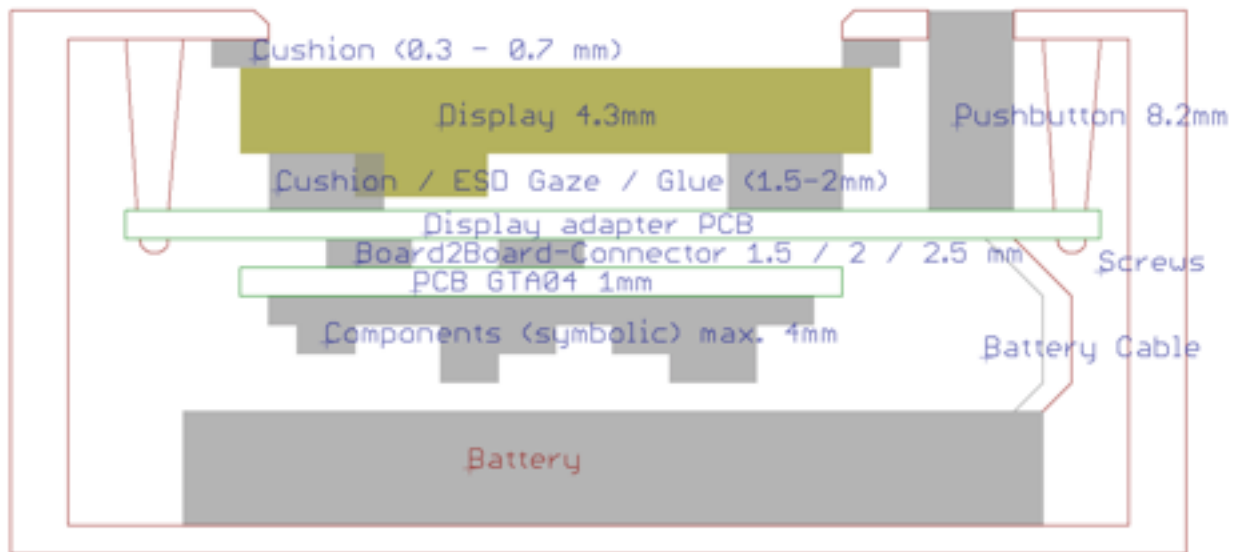 Cushion (0.3 - 0.7 mm)
Display 4.3mm
Pushbutton 8.2mm
Cushion / ESD Gaze / Glue (1.5-2mm)
Display adapter PCB
Board2Board-Connector 1.5 / 2 / 2.5 mm
Screws
PCB GTA04 1mm
Components (symbolic) max. 4mm
Battery Cable
Battery